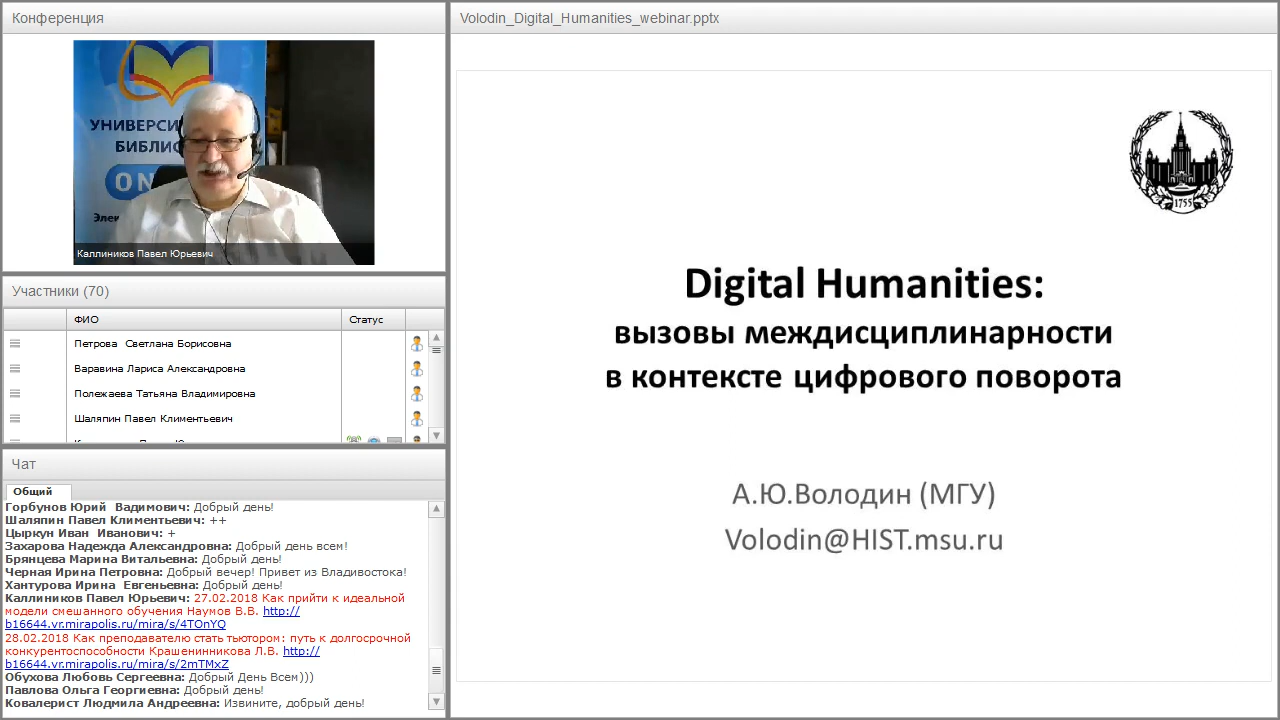 Конференция
УНИВЕРСИ
БИБЛИО
ON
Элек
Каллиников Павел Юрьевич
Участники (70)
ФИО Статус
Петрова Светлана Борисовна
Варавина Лариса Александровна
Полежаева Татьяна Владимировна
Шаляпин Павел Климентьевич
Чат
Общий
Горбунов Юрий Вадимович: Добрый день!
Шаляпин Павел Климентьевич: ++
Цыркун Иван Иванович: +
Захарова Надежда Александровна: Добрый день всем!
Брянцева Марина Витальевна: Добрый день!
Черная Ирина Петровна: Добрый вечер! Привет из Владивостока!
Хантурова Ирина Евгеньевна: Добрый день!
Каллиников Павел Юрьевич: 27.02.2018 Как прийти к идеальной
модели смешанного обучения Наумов В.В. http://
b16644.vr.mirapolis.ru/mira/s/4TOnYQ
28.02.2018 Как преподавателю стать тьютором: путь к долгосрочной
конкурентоспособности Крашенинникова Л.В. http://
b16644.vr.mirapolis.ru/mira/s/2mTMxZ
Обухова Любовь Сергеевна: Добрый День Всем)))
Павлова Ольга Георгиевна: Добрый день!
Ковалерист Людмила Андреевна: Извините, добрый день!
Volodin_Digital_Humanities_webinar.pptx
1755
Digital Humanities:
вызовы междисциплинарности
в контексте цифрового поворота
А.Ю.Володин (МГУ)
Volodin@HIST.msu.ru